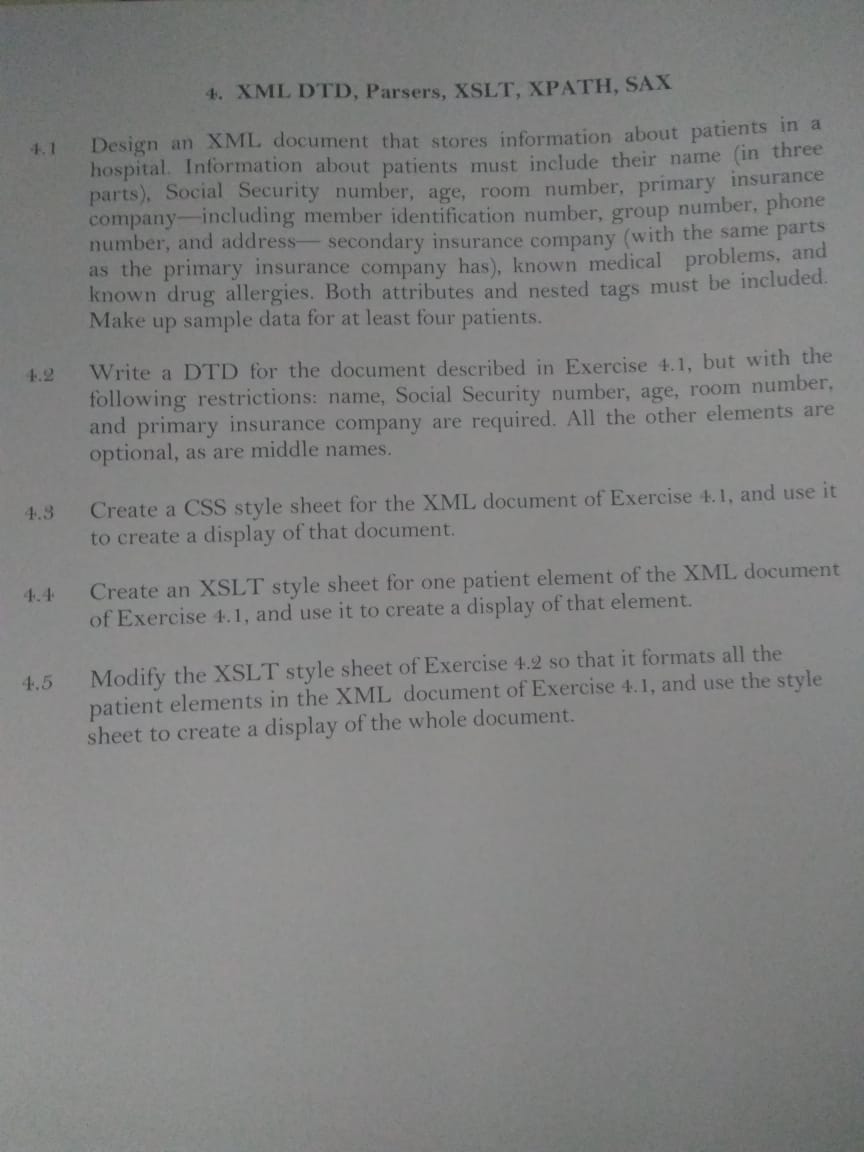 4. XML DTD, Parsers, XSLT, XPATH, SAX
4.1 Design an XML document that stores information about patients in a
hospital. Information about patients must include their name (in three
parts), Social Security number, age, room number, primary insurance
company—including member identification number, group number, phone
number, and address— secondary insurance company (with the same parts
as the primary insurance company has), known medical problems, and
known drug allergies. Both attributes and nested tags must be included.
Make up sample data for at least four patients.
4.2 Write a DTD for the document described in Exercise 4.1, but with the
following restrictions: name, Social Security number, age, room number,
and primary insurance company are required. All the other elements are
optional, as are middle names.
4.3 Create a CSS style sheet for the XML document of Exercise 4.1, and use it
to create a display of that document.
4.4 Create an XSLT style sheet for one patient element of the XML document
of Exercise 4.1, and use it to create a display of that element.
4.5 Modify the XSLT style sheet of Exercise 4.2 so that it formats all the
patient elements in the XML document of Exercise 4.1, and use the style
sheet to create a display of the whole document.